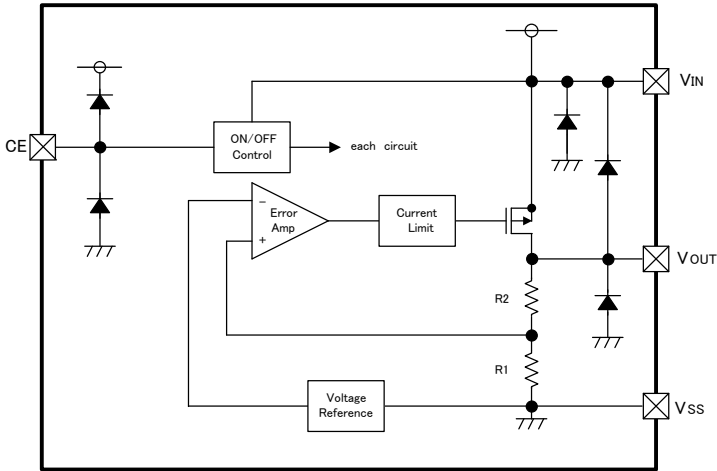 VIN
CE
ON/OFF
Control
each circuit
−
Error
Amp
+
Current
Limit
VOUT
R2
R1
Voltage
Reference
VSS